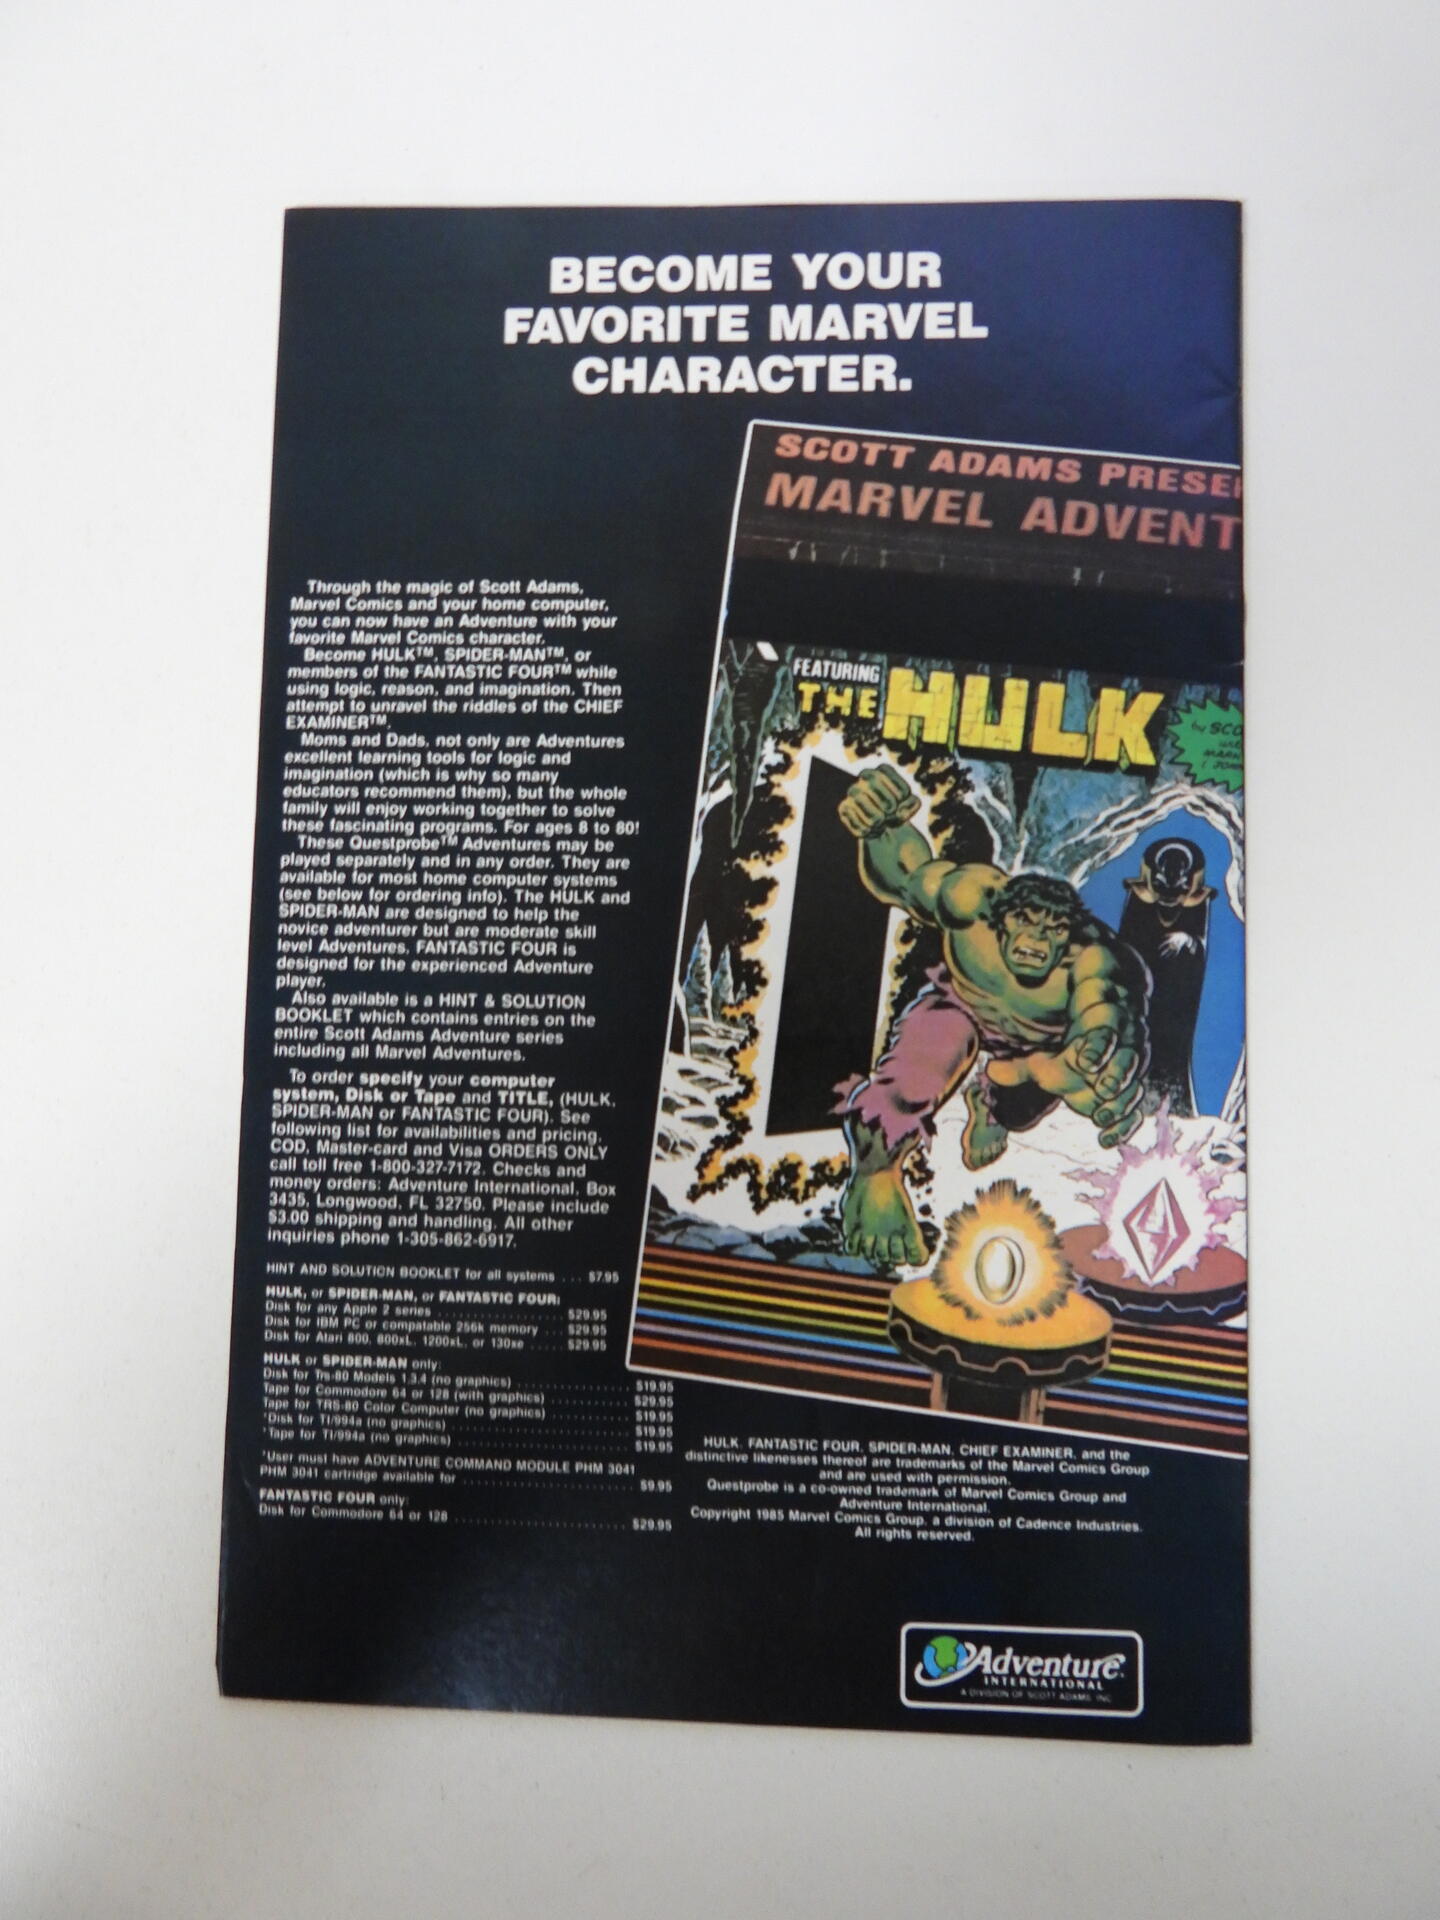 BECOME YOUR
FAVORITE MARVEL
CHARACTER.
SCOTT ADAMS
MARVEL
FEATURING
THE HULK
by
Through the magic of Scott Adams,
Marvel Comics and your home computer,
you can now have an Adventure with your
favorite Marvel Comics character.
Become HULK™, SPIDER-MAN™, or
members of the FANTASTIC FOUR™ while
using logic, reason, and imagination. Then
attempt to unravel the riddles of the CHIEF
EXAMINER™.
Moms and Dads, not only are Adventures
excellent learning tools for logic and
imagination (which is why so many
educators recommend them), but the whole
family will enjoy working together to solve
these fascinating programs. For ages 8 to 80!
These Questprobe™ Adventures may be
played separately and in any order. They are
available for most home computer systems
(see below for ordering info). The HULK and
SPIDER-MAN are designed to help the
novice adventurer but are moderate skill
level Adventures, FANTASTIC FOUR is
designed for the experienced Adventure
player.
Also available is a HINT & SOLUTION
BOOKLET which contains entries on the
entire Scott Adams Adventure series
including all Marvel Adventures.
To order specify your computer
system, Disk or Tape and TITLE, (HULK,
SPIDER-MAN or FANTASTIC FOUR). See
following list for availabilities and pricing.
COD, Master-card and Visa ORDERS ONLY
call toll free 1-800-327-7172. Checks and
money orders: Adventure International, Box
3435, Longwood, FL 32750. Please include
$3.00 shipping and handling. All other
inquiries phone 1-305-862-6917.
HINT AND SOLUTION BOOKLET for all systems ... $7.95
HULK, or SPIDER-MAN, or FANTASTIC FOUR:
Disk for any Apple 2 series ................ $29.95
Disk for IBM PC or compatable 256k memory ... $29.95
Disk for Atari 800, 800xL, 1200xL, or 130xe ..... $29.95
HULK or SPIDER-MAN only:
Disk for Trs-80 Models 1,3,4 (no graphics) ................ $19.95
Tape for Commodore 64 or 128 (with graphics) ........... $29.95
Tape for TRS-80 Color Computer (no graphics) ........... $19.95
*Disk for TI/994a (no graphics) .......................... $19.95
*Tape for TI/994a (no graphics) .......................... $19.95
*User must have ADVENTURE COMMAND MODULE PHM 3041
PHM 3041 cartridge available for ......................... $9.95
FANTASTIC FOUR only:
Disk for Commodore 64 or 128 ......................... $29.95
HULK, FANTASTIC FOUR, SPIDER-MAN, CHIEF EXAMINER, and the
distinctive likenesses thereof are trademarks of the Marvel Comics Group
and are used with permission.
Questprobe is a co-owned trademark of Marvel Comics Group and
Adventure International.
Copyright 1985 Marvel Comics Group, a division of Cadence Industries.
All rights reserved.
Adventure
INTERNATIONAL
A DIVISION OF SCOTT ADAMS, INC.